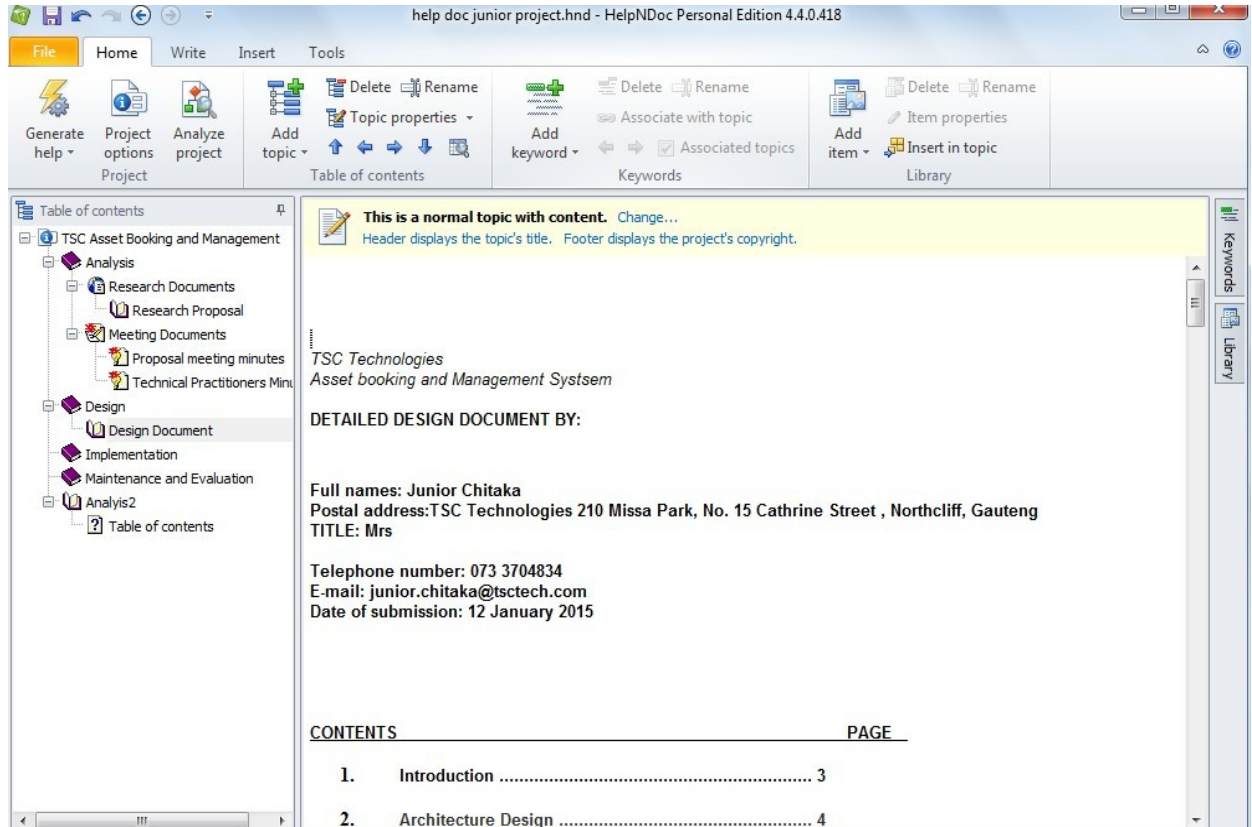 help doc junior project.hnd - HelpNDoc Personal Edition 4.4.0.418
File Home Write Insert Tools
Generate help
Project options
Analyze project
Project
Add topic
Delete Rename
Topic properties
Table of contents
Add keyword
Delete Rename
Associate with topic
Associated topics
Keywords
Add item
Delete Rename
Item properties
Insert in topic
Library
Table of contents
TSC Asset Booking and Management
Analysis
Research Documents
Research Proposal
Meeting Documents
Proposal meeting minutes
Technical Practitioners Minu
Design
Design Document
Implementation
Maintenance and Evaluation
Analyis2
Table of contents
This is a normal topic with content. Change...
Header displays the topic's title. Footer displays the project's copyright.
TSC Technologies
Asset booking and Management Systsem
DETAILED DESIGN DOCUMENT BY:
Full names: Junior Chitaka
Postal address:TSC Technologies 210 Missa Park, No. 15 Cathrine Street , Northcliff, Gauteng
TITLE: Mrs
Telephone number: 073 3704834
E-mail: junior.chitaka@tsctech.com
Date of submission: 12 January 2015
CONTENTS PAGE
1. Introduction ............................................................. 3
2. Architecture Design ................................................. 4
Keywords
Library